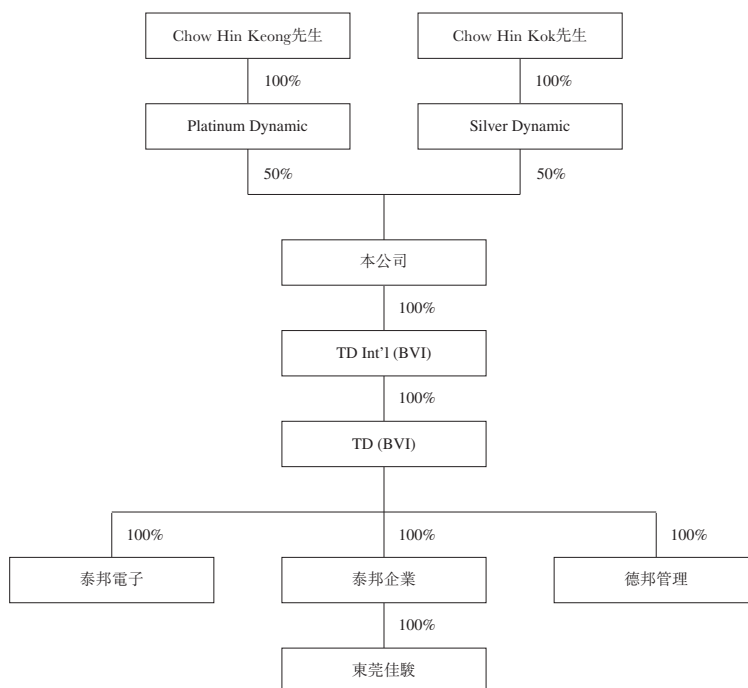 Chow Hin Keong先生
Chow Hin Kok先生
100%
100%
Platinum Dynamic
Silver Dynamic
50%
50%
本公司
100%
TD Int’l (BVI)
100%
TD (BVI)
100%
100%
100%
泰邦電子
泰邦企業
德邦管理
100%
東莞佳駿